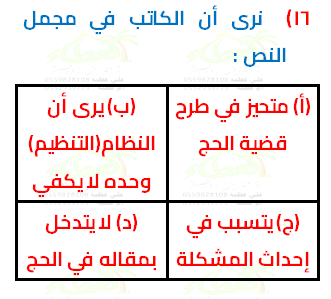 ١٦) نرى أن الكاتب في مجمل
النص :
(أ) متحيز في طرح
قضية الحج
(ب) يرى أن
النظام(التنظيم)
وحده لا يكفي
(ج) يتسبب في
إحداث المشكلة
(د) لا يتدخل
بمقاله في الحج